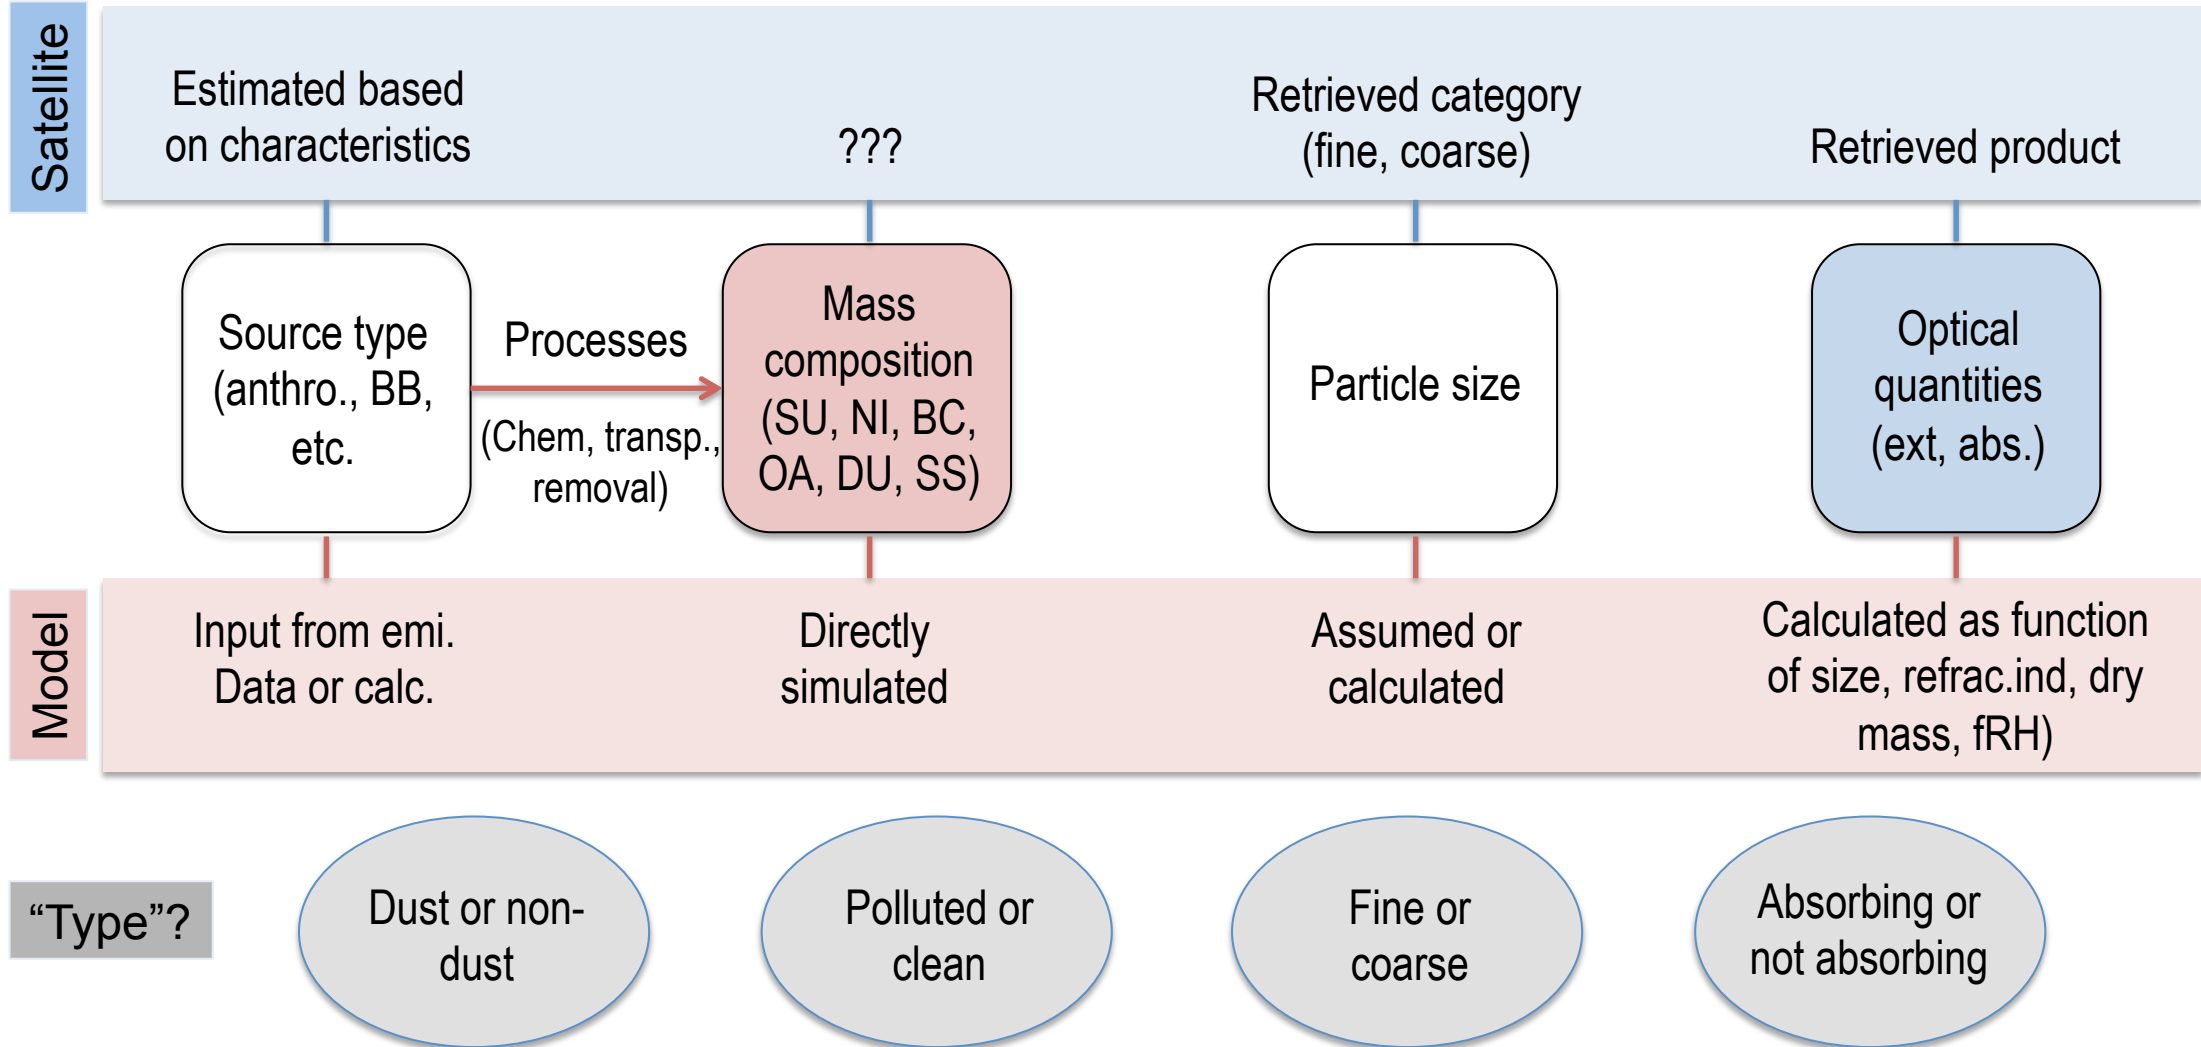 Satellite
Estimated based
on characteristics
???
Retrieved category
(fine, coarse)
Retrieved product
Source type
(anthro., BB,
etc.
Processes
(Chem, transp.,
removal)
Mass
composition
(SU, NI, BC,
OA, DU, SS)
Particle size
Optical
quantities
(ext, abs.)
Model
Input from emi.
Data or calc.
Directly
simulated
Assumed or
calculated
Calculated as function
of size, refrac.ind, dry
mass, fRH)
“Type”?
Dust or non-
dust
Polluted or
clean
Fine or
coarse
Absorbing or
not absorbing